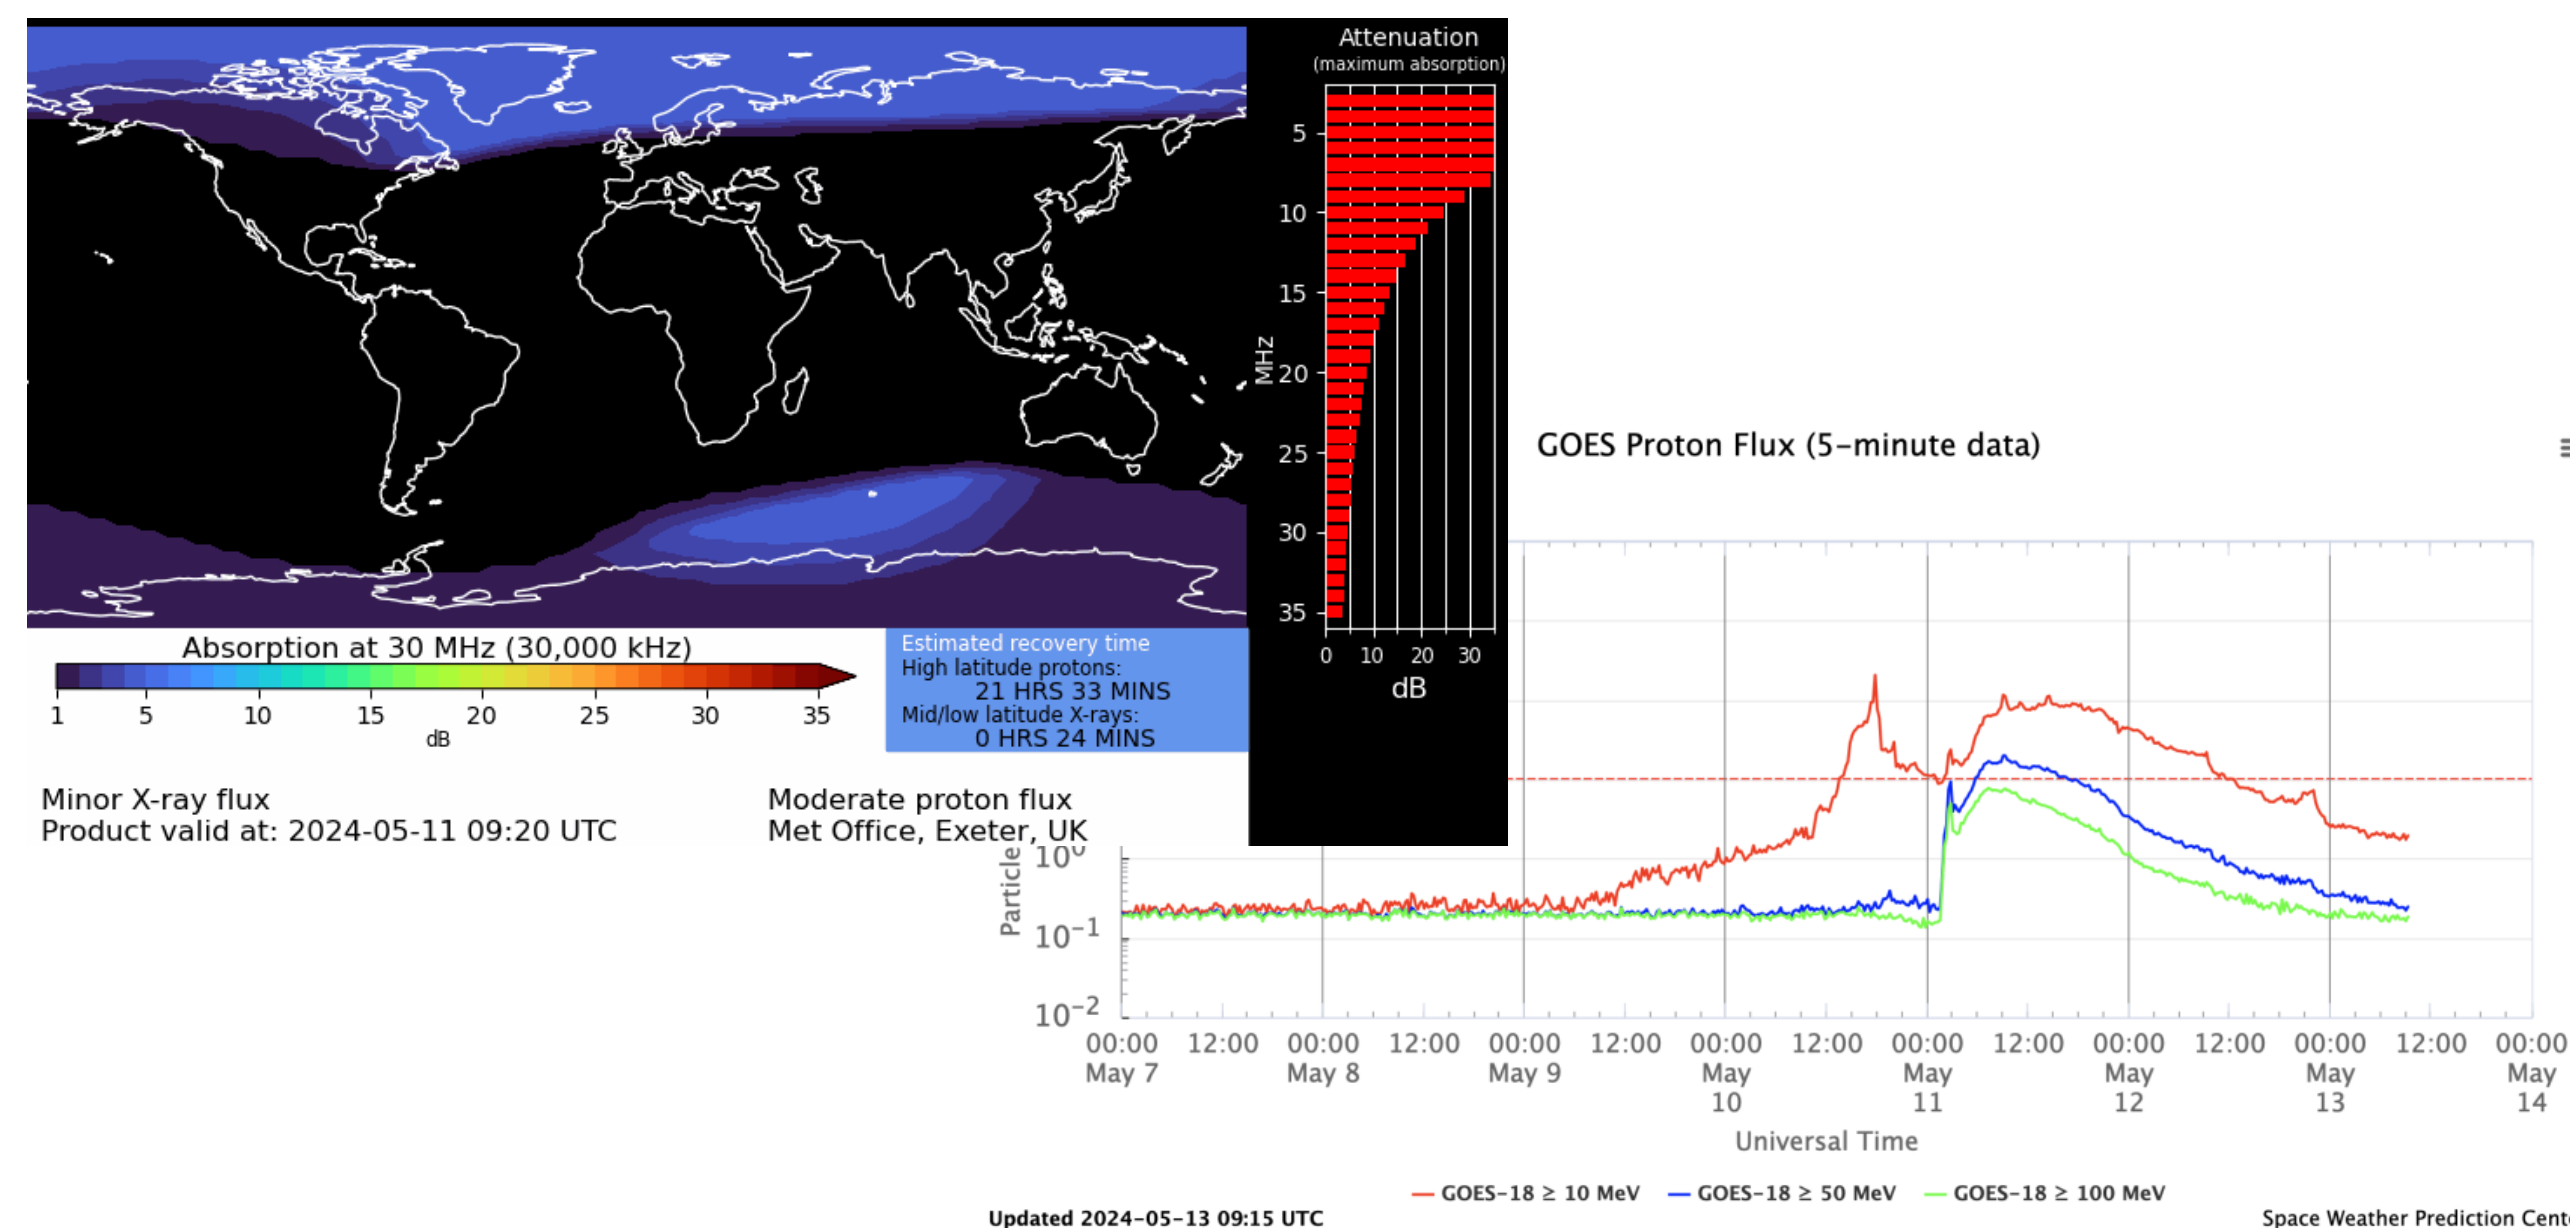 Attenuation
(maximum absorption)
5
10
15
20
25
30
35
MHz
0 10 20 30
dB
Absorption at 30 MHz (30,000 kHz)
1 5 10 15 20 25 30 35
dB
Estimated recovery time
High latitude protons:
21 HRS 33 MINS
Mid/low latitude X-rays:
0 HRS 24 MINS
Minor X-ray flux
Product valid at: 2024-05-11 09:20 UTC
Moderate proton flux
Met Office, Exeter, UK
GOES Proton Flux (5-minute data)
Particle
10⁰
10⁻¹
10⁻²
00:00 12:00 00:00 12:00 00:00 12:00 00:00 12:00 00:00 12:00 00:00 12:00 00:00 12:00 00:00
May 7 May 8 May 9 May May May May May
10 11 12 13 14
Universal Time
GOES-18 ≥ 10 MeV GOES-18 ≥ 50 MeV GOES-18 ≥ 100 MeV
Updated 2024-05-13 09:15 UTC
Space Weather Prediction Cent